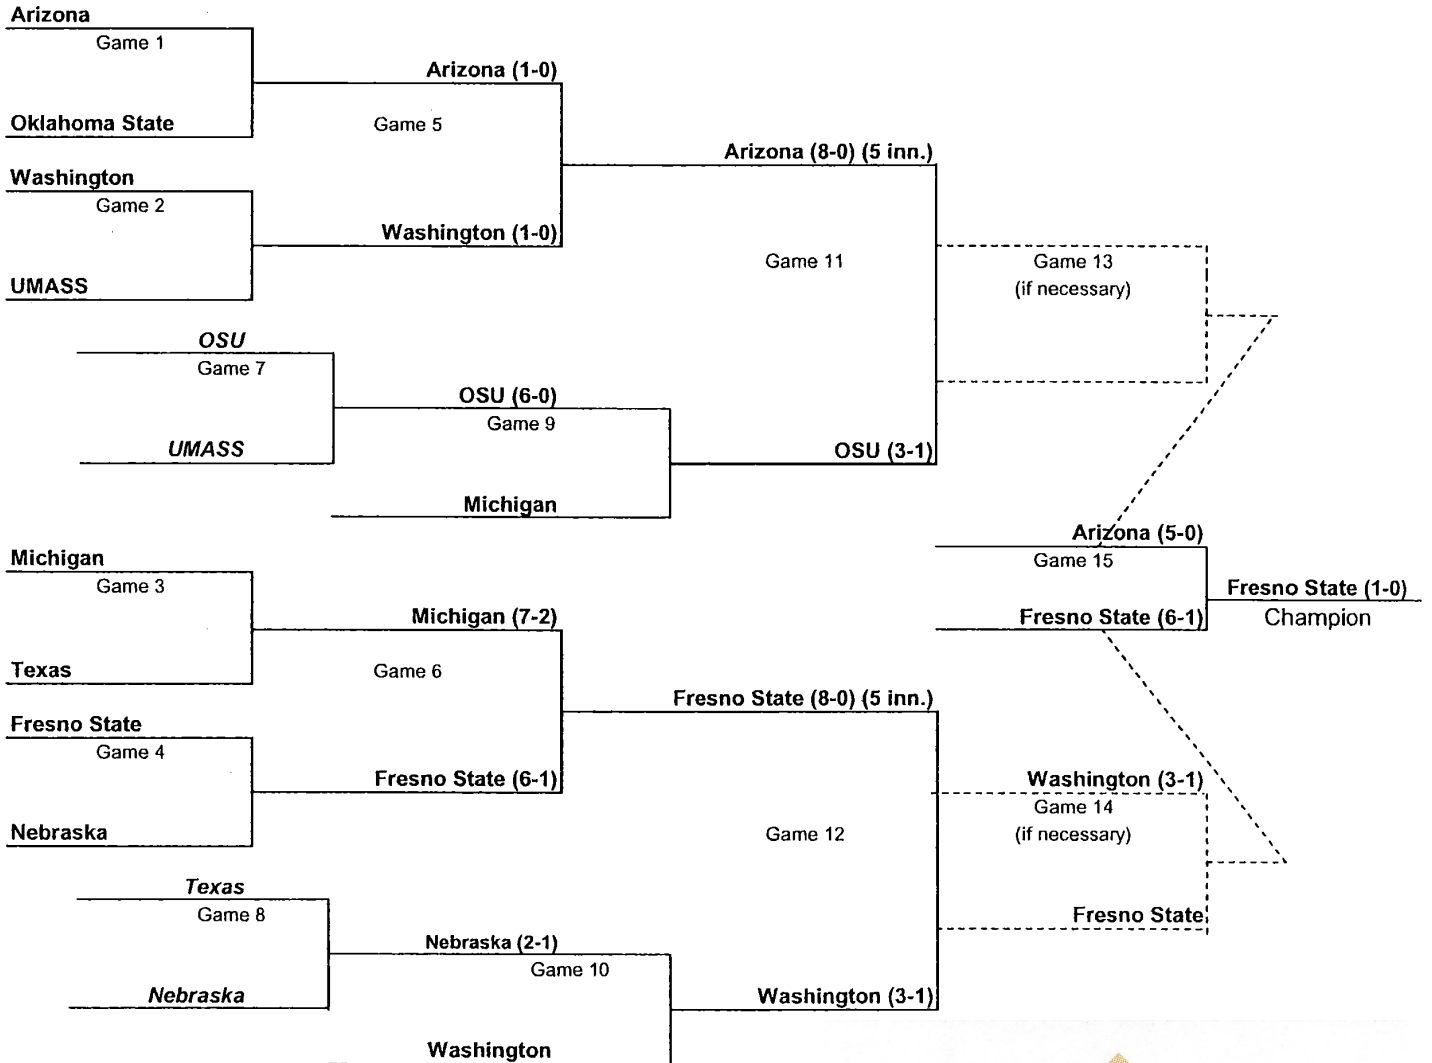 Arizona
Game 1
Arizona (1-0)
Oklahoma State
Game 5
Arizona (8-0) (5 inn.)
Washington
Game 2
Washington (1-0)
Game 11
Game 13
(if necessary)
UMASS
OSU
Game 7
OSU (6-0)
Game 9
UMASS
OSU (3-1)
Michigan
Arizona (5-0)
Michigan
Game 15
Game 3
Fresno State (1-0)
Michigan (7-2)
Fresno State (6-1)
Champion
Texas
Game 6
Fresno State (8-0) (5 inn.)
Fresno State
Game 4
Fresno State (6-1)
Washington (3-1)
Game 14
Nebraska
Game 12
(if necessary)
Texas
Game 8
Fresno State
Nebraska (2-1)
Game 10
Nebraska
Washington (3-1)
Washington